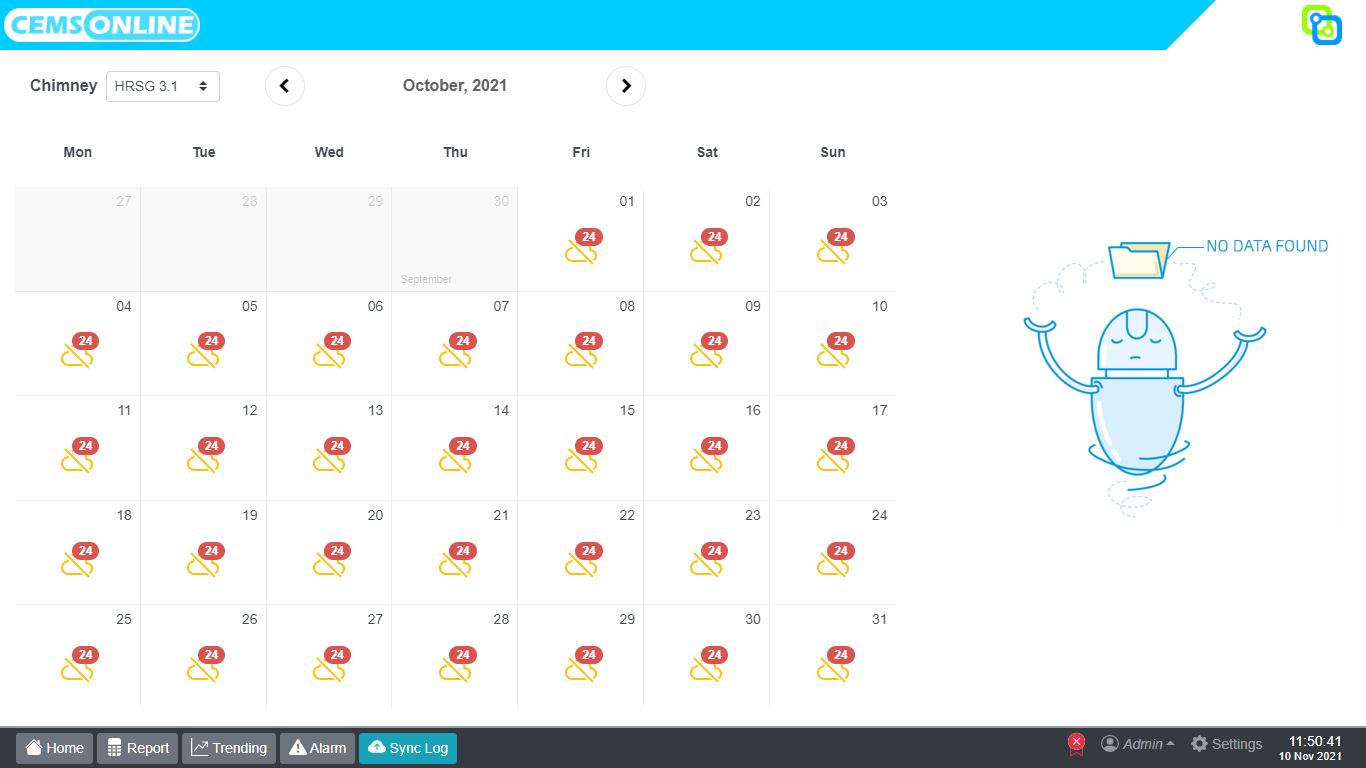 CEMSONLINE
Chimney HRSG 3.1 October, 2021
Mon Tue Wed Thu Fri Sat Sun
27 28 29 30 01 02 03
24 24 24
September
NO DATA FOUND
04 05 06 07 08 09 10
24 24 24 24 24 24 24
11 12 13 14 15 16 17
24 24 24 24 24 24 24
18 19 20 21 22 23 24
24 24 24 24 24 24 24
25 26 27 28 29 30 31
24 24 24 24 24 24 24
Home Report Trending Alarm Sync Log Admin Settings 11:50:41
10 Nov 2021